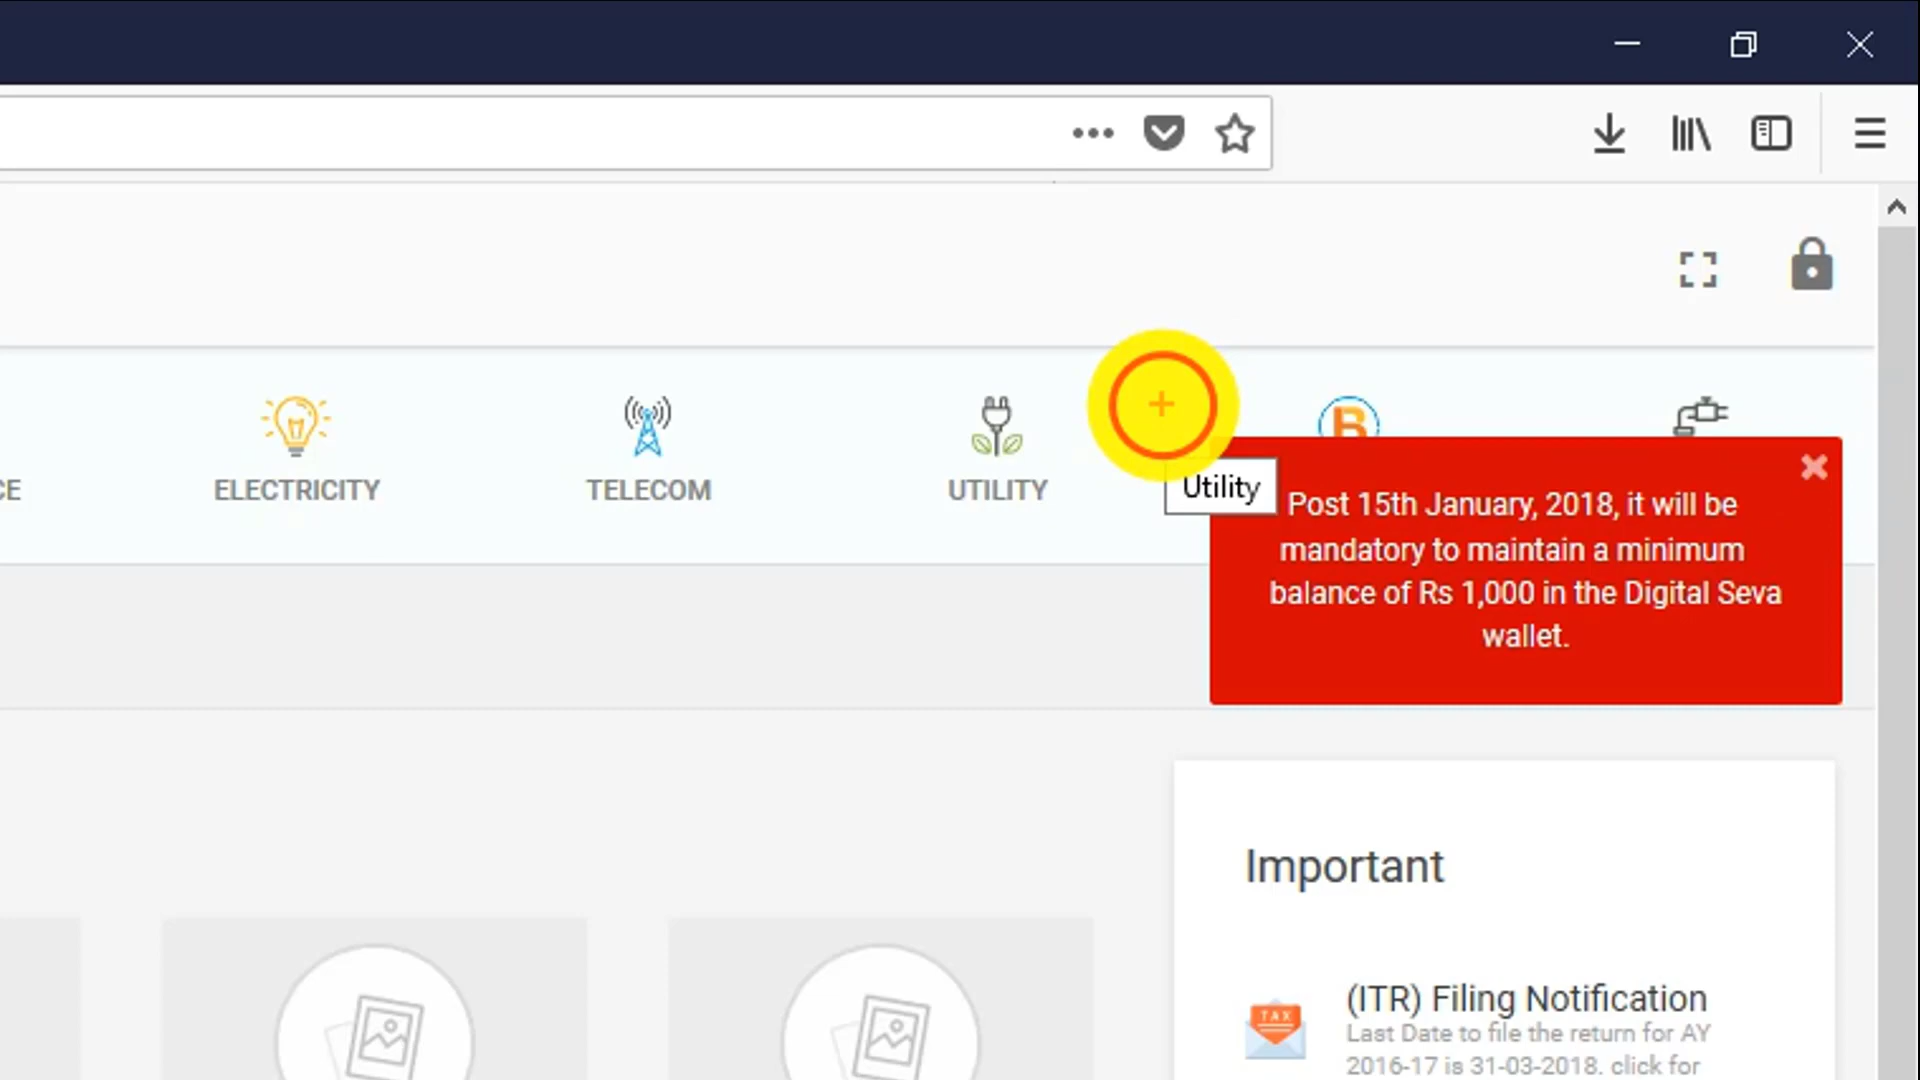 CE
ELECTRICITY
TELECOM
UTILITY
B
Utility
Post 15th January, 2018, it will be
mandatory to maintain a minimum
balance of Rs 1,000 in the Digital Seva
wallet.
Important
TAX
(ITR) Filing Notification
Last Date to file the return for AY
2016-17 is 31-03-2018. click for